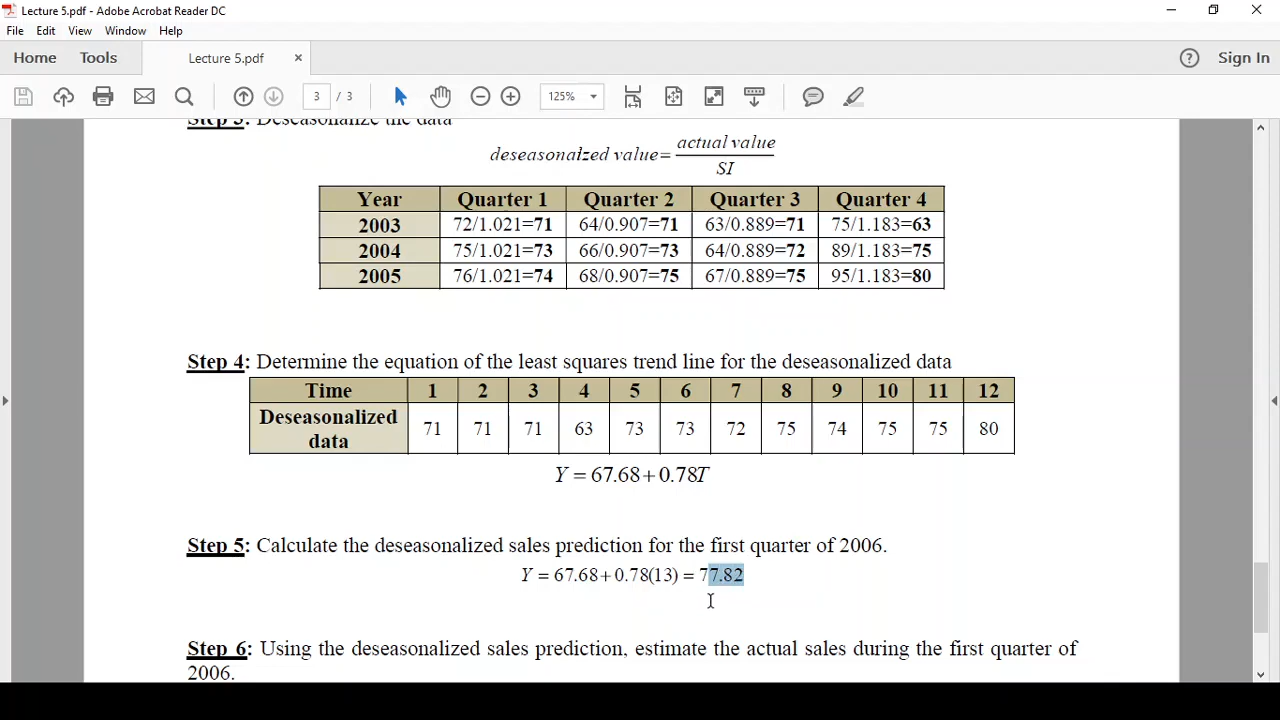 Lecture 5.pdf - Adobe Acrobat Reader DC
File Edit View Window Help
Home Tools Lecture 5.pdf × ? Sign In
3 / 3 125%
Step 3: Deseasonalize the data
deseasonalized value = actual value / SI
Year Quarter 1 Quarter 2 Quarter 3 Quarter 4
2003 72/1.021=71 64/0.907=71 63/0.889=71 75/1.183=63
2004 75/1.021=73 66/0.907=73 64/0.889=72 89/1.183=75
2005 76/1.021=74 68/0.907=75 67/0.889=75 95/1.183=80
Step 4: Determine the equation of the least squares trend line for the deseasonalized data
Time 1 2 3 4 5 6 7 8 9 10 11 12
Deseasonalized
data 71 71 71 63 73 73 72 75 74 75 75 80
Y = 67.68 + 0.78T
Step 5: Calculate the deseasonalized sales prediction for the first quarter of 2006.
Y = 67.68 + 0.78(13) = 77.82
Step 6: Using the deseasonalized sales prediction, estimate the actual sales during the first quarter of
2006.